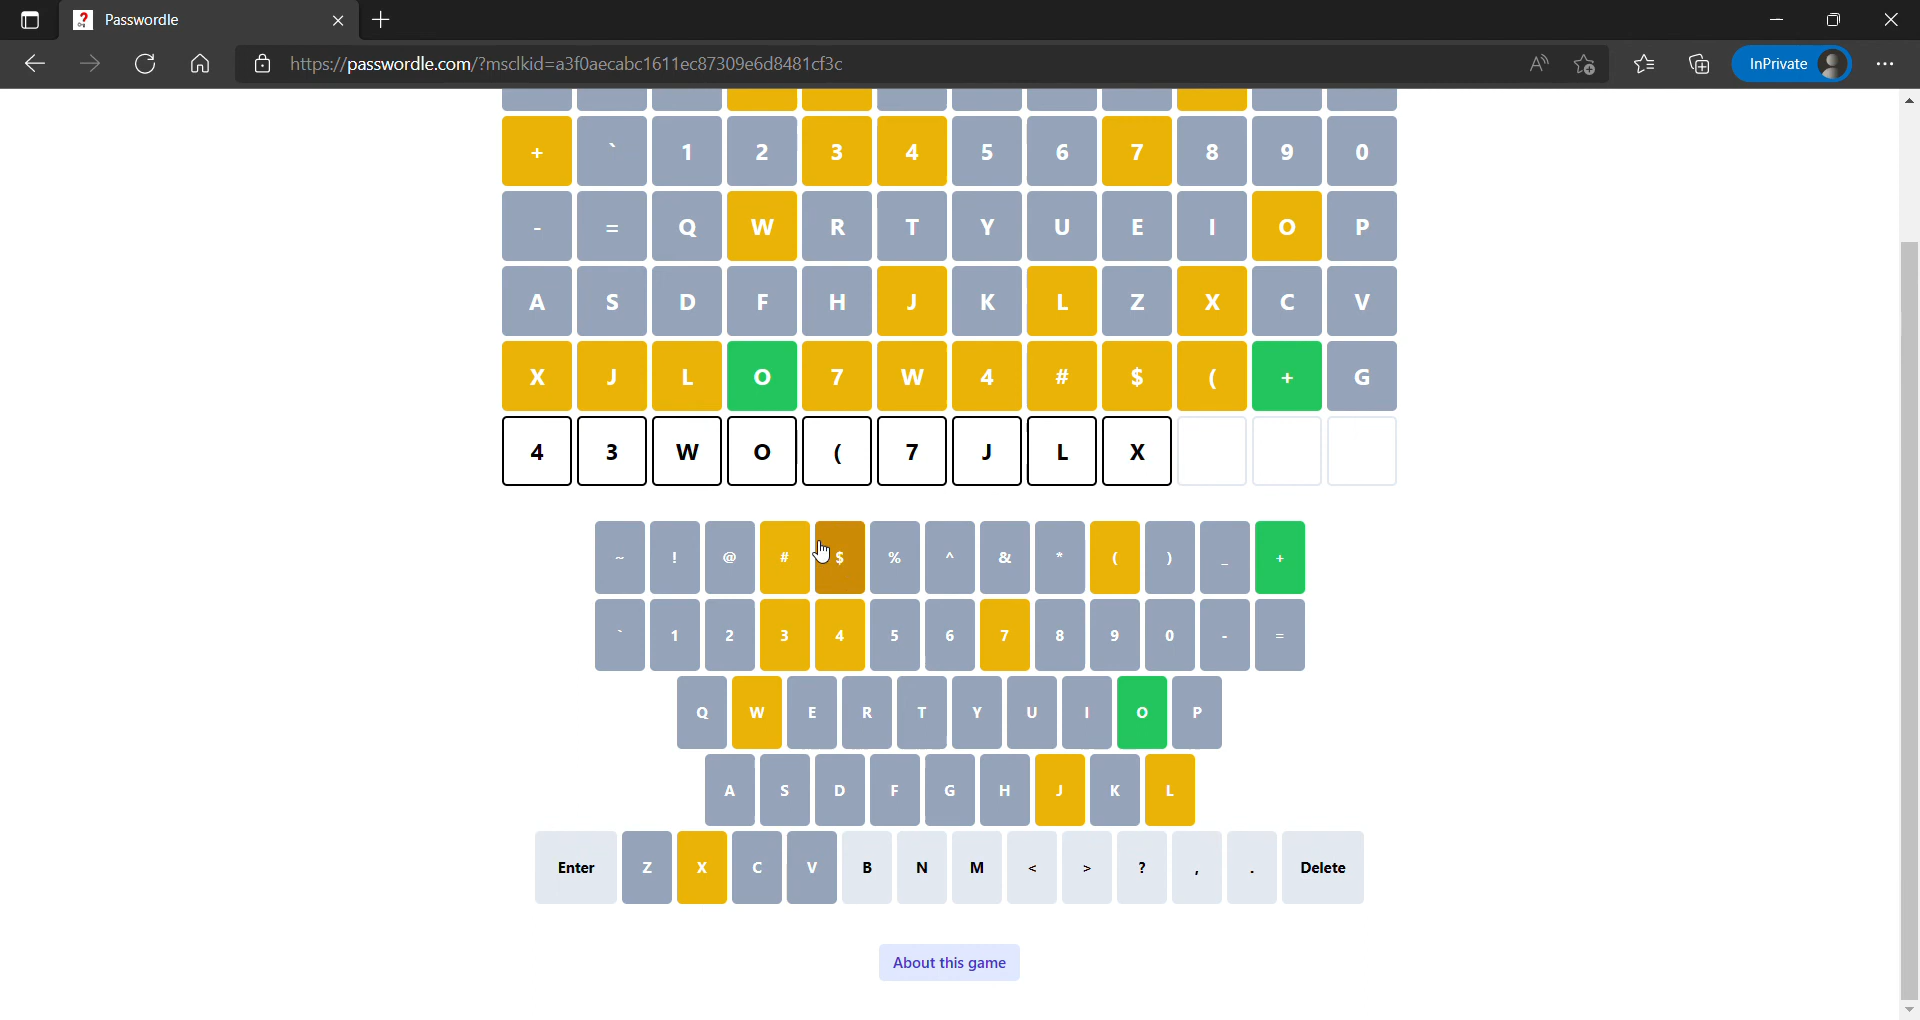 Passwordle
https://passwordle.com/?msclkid=a3f0aecabc1611ec87309e6d8481cf3c
InPrivate
+ ` 1 2 3 4 5 6 7 8 9 0
- = Q W R T Y U E I O P
A S D F H J K L Z X C V
X J L O 7 W 4 # $ ( + G
4 3 W O ( 7 J L X
~ ! @ # $ % ^ & * ( ) _ +
` 1 2 3 4 5 6 7 8 9 0 - =
Q W E R T Y U I O P
A S D F G H J K L
Enter Z X C V B N M < > ? , . Delete
About this game